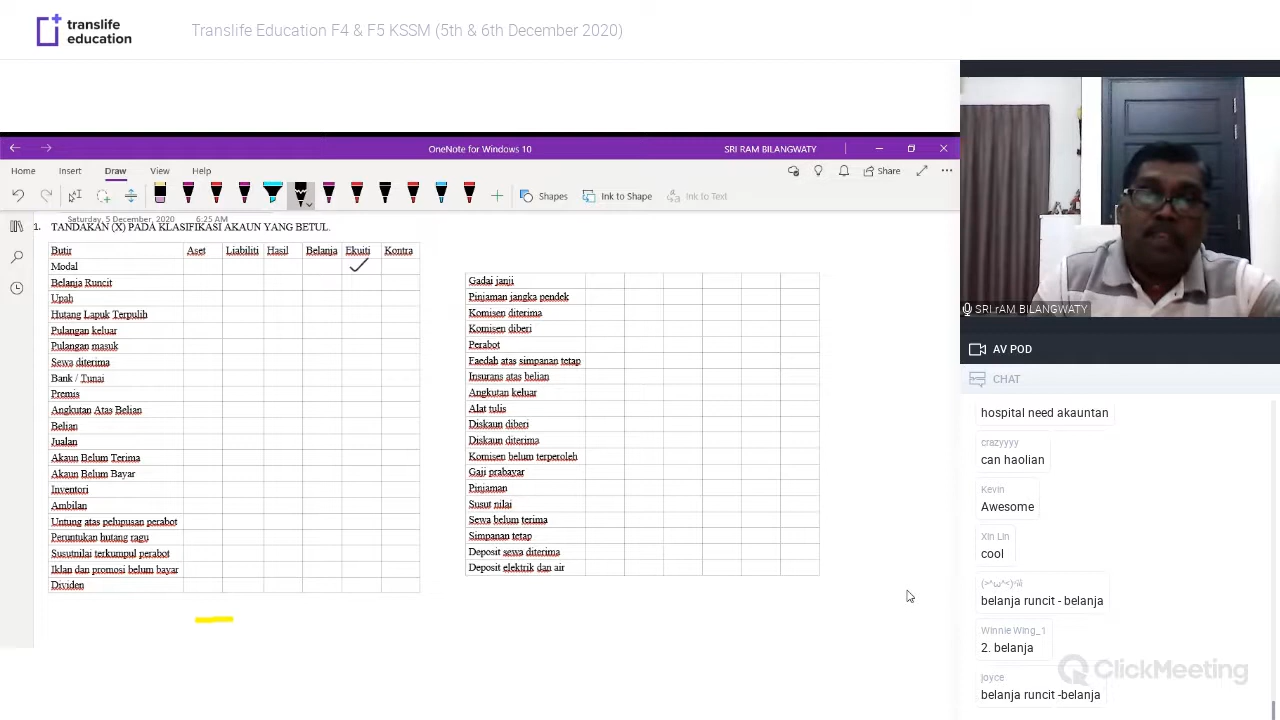 translife
education
Translife Education F4 & F5 KSSM (5th & 6th December 2020)
OneNote for Windows 10
SRI RAM BILANGWATY
Home
Insert
Draw
View
Help
Share
Shapes
Ink to Shape
Ink to Text
Saturday, 5 December, 2020 6:25 AM
1. TANDAKAN (X) PADA KLASIFIKASI AKAUN YANG BETUL.
Butir Aset Liabiliti Hasil Belanja Ekuiti Kontra
Modal
Belanja Runcit
Upah
Hutang Lapuk Terpulih
Pulangan keluar
Pulangan masuk
Sewa diterima
Bank / Tunai
Premis
Angkutan Atas Belian
Belian
Jualan
Akaun Belum Terima
Akaun Belum Bayar
Inventori
Ambilan
Untung atas pelupusan perabot
Peruntukan hutang ragu
Susutnilai terkumpul perabot
Iklan dan promosi belum bayar
Dividen
Gadai janji
Pinjaman jangka pendek
Komisen diterima
Komisen diberi
Perabot
Faedah atas simpanan tetap
Insurans atas belian
Angkutan keluar
Alat tulis
Diskaun diberi
Diskaun diterima
Komisen belum terperoleh
Gaji prabayar
Pinjaman
Susut nilai
Sewa belum terima
Simpanan tetap
Deposit sewa diterima
Deposit elektrik dan air
SRI.rAM BILANGWATY
AV POD
CHAT
hospital need akauntan
crazyyyy
can haolian
Kevin
Awesome
Xin Lin
cool
belanja runcit - belanja
Winnie Wing_1
2. belanja
joyce
belanja runcit -belanja
ClickMeeting